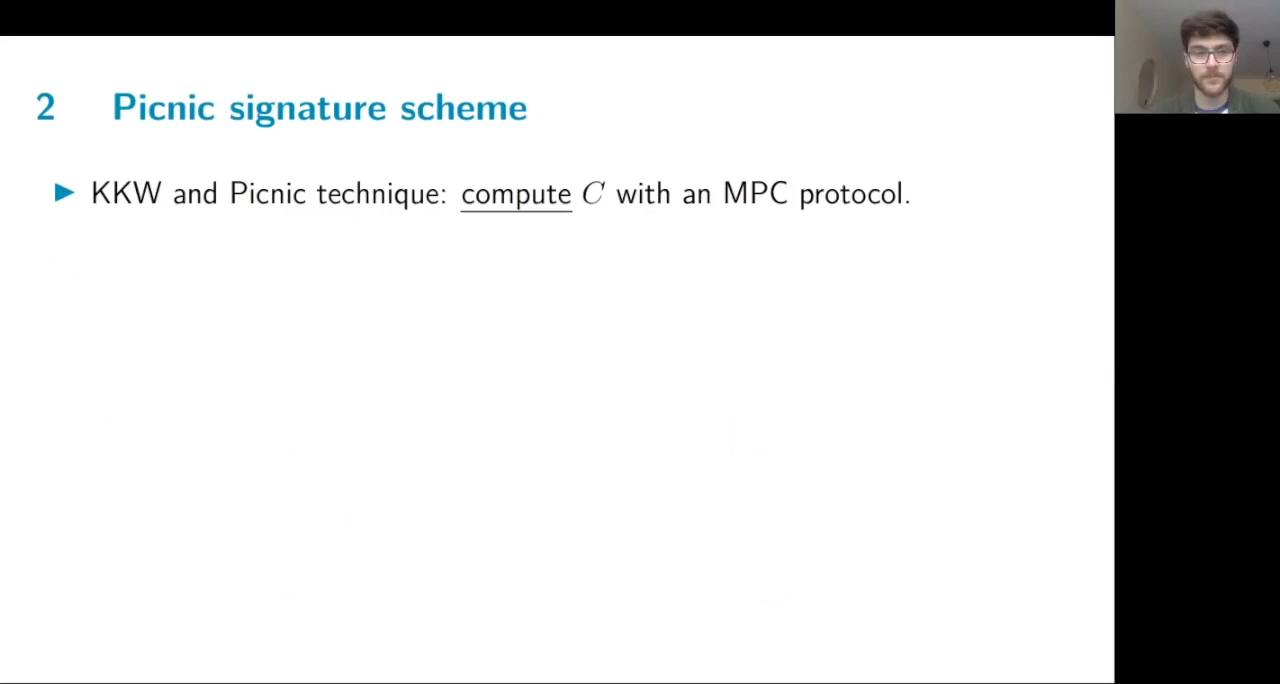 2 Picnic signature scheme
▶ KKW and Picnic technique: compute C with an MPC protocol.